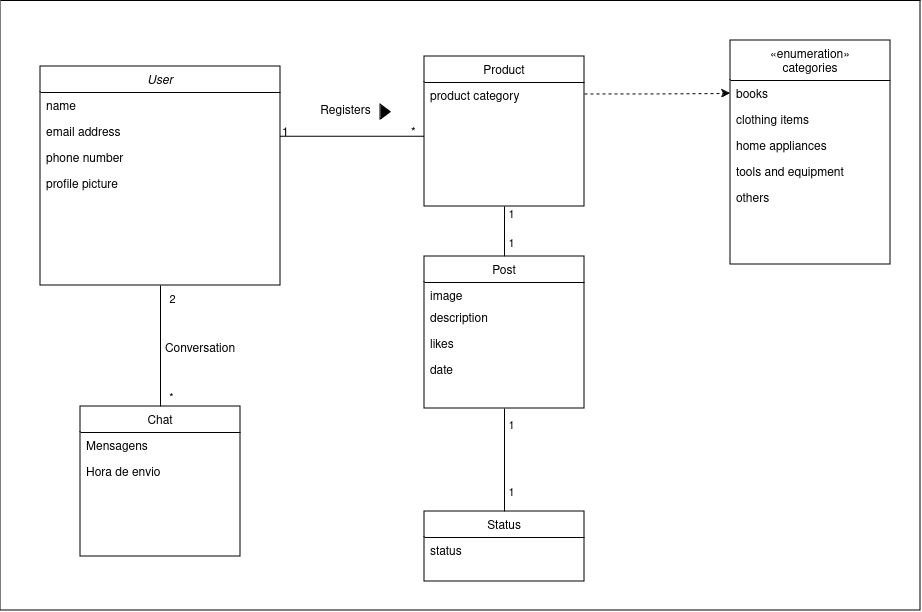 User
name
email address
phone number
profile picture
Registers
1
*
Product
product category
«enumeration»
categories
books
clothing items
home appliances
tools and equipment
others
1
1
Post
image
description
likes
date
2
Conversation
*
Chat
Mensagens
Hora de envio
1
1
Status
status